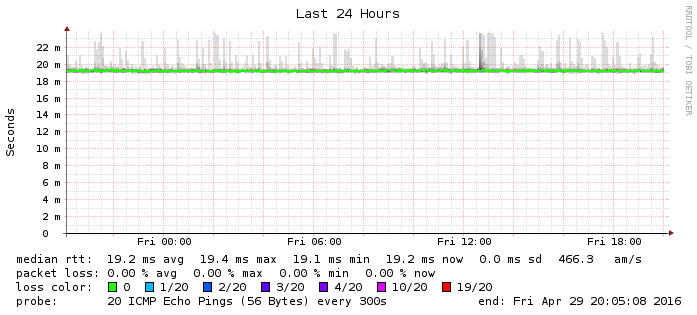 Last 24 Hours
RRDTOOL / TOBI OETIKER
Seconds
22 m
20 m
18 m
16 m
14 m
12 m
10 m
8 m
6 m
4 m
2 m
0
Fri 00:00 Fri 06:00 Fri 12:00 Fri 18:00
median rtt: 19.2 ms avg 19.4 ms max 19.1 ms min 19.2 ms now 0.0 ms sd 466.3 am/s
packet loss: 0.00 % avg 0.00 % max 0.00 % min 0.00 % now
loss color: 0 1/20 2/20 3/20 4/20 10/20 19/20
probe: 20 ICMP Echo Pings (56 Bytes) every 300s end: Fri Apr 29 20:05:08 2016